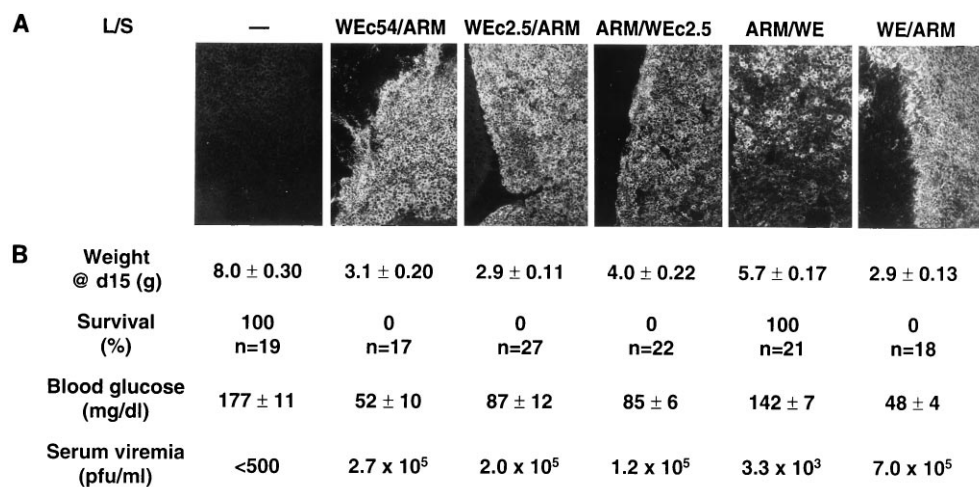 A L/S — WEc54/ARM WEc2.5/ARM ARM/WEc2.5 ARM/WE WE/ARM
B Weight
@ d15 (g) 8.0 ± 0.30 3.1 ± 0.20 2.9 ± 0.11 4.0 ± 0.22 5.7 ± 0.17 2.9 ± 0.13
Survival 100 0 0 0 100 0
(%) n=19 n=17 n=27 n=22 n=21 n=18
Blood glucose
(mg/dl) 177 ± 11 52 ± 10 87 ± 12 85 ± 6 142 ± 7 48 ± 4
Serum viremia
(pfu/ml) <500 2.7 x 10⁵ 2.0 x 10⁵ 1.2 x 10⁵ 3.3 x 10³ 7.0 x 10⁵